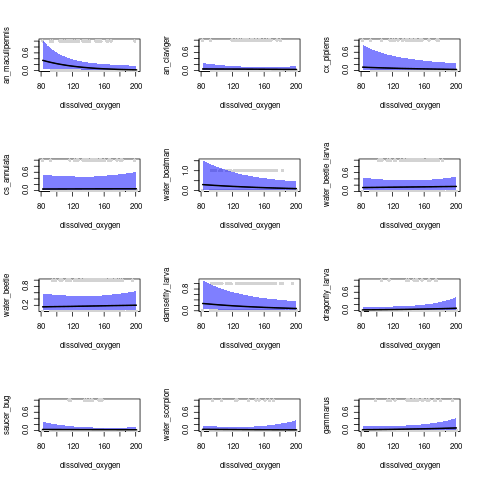 an_maculipennis
0.0 0.6
80 120 160 200
dissolved_oxygen
an_claviger
0.0 0.6
80 120 160 200
dissolved_oxygen
cx_pipiens
0.0 0.6
80 120 160 200
dissolved_oxygen
cs_annulata
0.0 0.6
80 120 160 200
dissolved_oxygen
water_boatman
0.0 1.0
80 120 160 200
dissolved_oxygen
water_beetle_larva
0.0 0.6
80 120 160 200
dissolved_oxygen
water_beetle
0.2 0.8
80 120 160 200
dissolved_oxygen
damselfly_larva
0.0 0.8
80 120 160 200
dissolved_oxygen
dragonfly_larva
0.0 0.6
80 120 160 200
dissolved_oxygen
saucer_bug
0.0 0.6
80 120 160 200
dissolved_oxygen
water_scorpion
0.0 0.6
80 120 160 200
dissolved_oxygen
gammarus
0.0 0.6
80 120 160 200
dissolved_oxygen